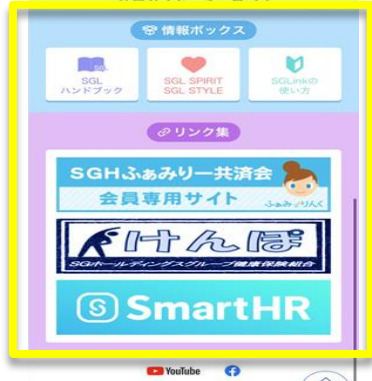 情報ボックス
SGL
SGL
ハンドブック
SGL SPIRIT
SGL STYLE
SGLinkの
使い方
リンク集
SGHふぁみりー共済会
会員専用サイト
ふぁみりんく
けんぽ
SGホールディングスグループ健康保険組合
S SmartHR
YouTube